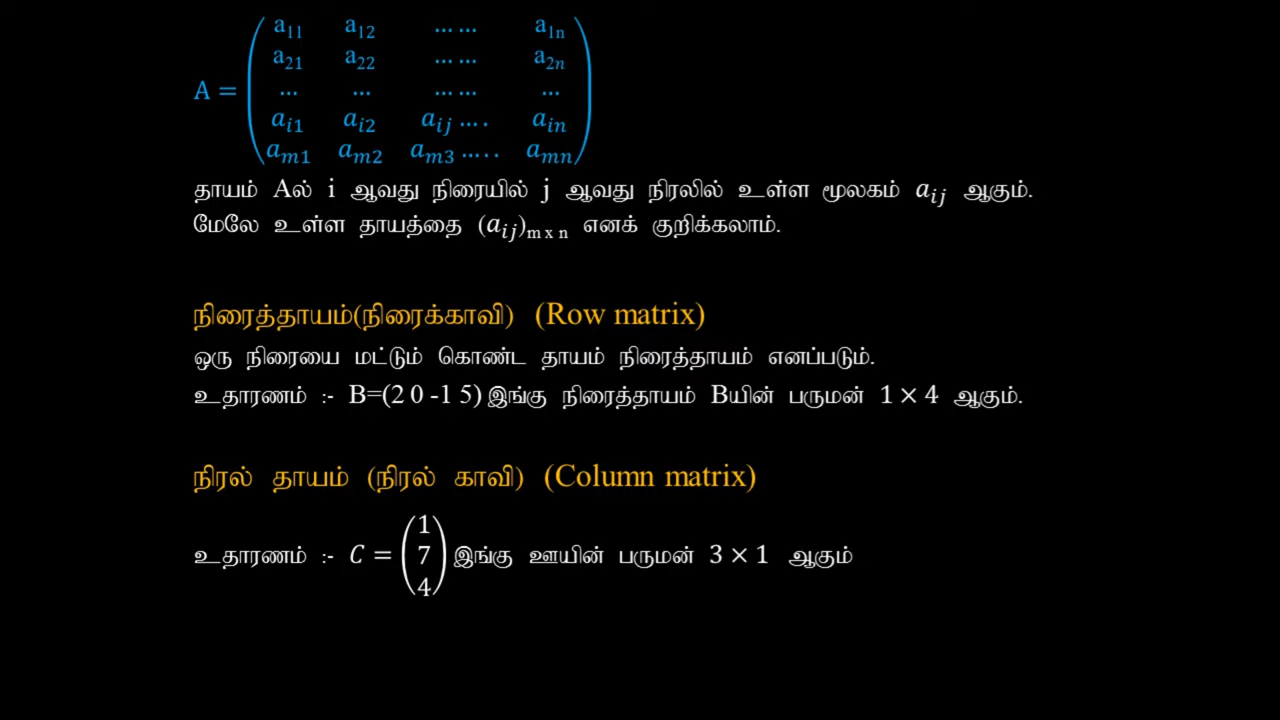 A = ( a₁₁ a₁₂ … … a₁ₙ
a₂₁ a₂₂ … … a₂ₙ
… … … … …
aᵢ₁ aᵢ₂ aᵢⱼ … . aᵢₙ
aₘ₁ aₘ₂ aₘ₃ … . . aₘₙ )
தாயம் Aல் i ஆவது நிரையில் j ஆவது நிரலில் உள்ள மூலகம் aᵢⱼ ஆகும்.
மேலே உள்ள தாயத்தை (aᵢⱼ)ₘ ₓ ₙ எனக் குறிக்கலாம்.
நிரைத்தாயம்(நிரைக்காவி) (Row matrix)
ஒரு நிரையை மட்டும் கொண்ட தாயம் நிரைத்தாயம் எனப்படும்.
உதாரணம் :- B=(2 0 -1 5) இங்கு நிரைத்தாயம் Bயின் பருமன் 1 × 4 ஆகும்.
நிரல் தாயம் (நிரல் காவி) (Column matrix)
உதாரணம் :- C = ( 1 7 4 ) இங்கு ஊயின் பருமன் 3 × 1 ஆகும்